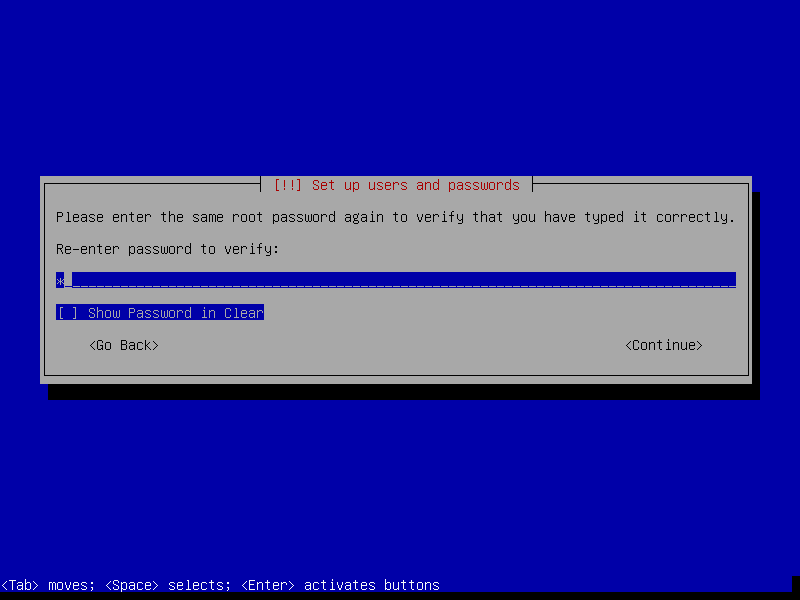 [!!] Set up users and passwords
Please enter the same root password again to verify that you have typed it correctly.
Re-enter password to verify:
*
[ ] Show Password in Clear
<Go Back> <Continue>
<Tab> moves; <Space> selects; <Enter> activates buttons